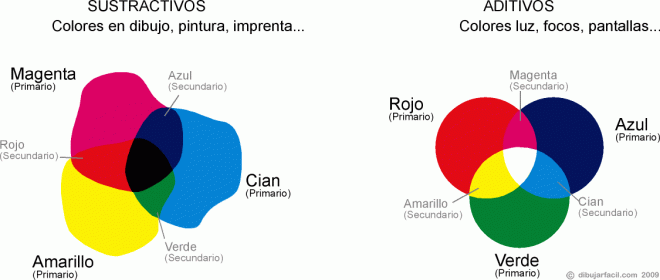 SUSTRACTIVOS
Colores en dibujo, pintura, imprenta...
Magenta
(Primario)
Azul
(Secundario)
Rojo
(Secundario)
Cian
(Primario)
Verde
(Secundario)
Amarillo
(Primario)
ADITIVOS
Colores luz, focos, pantallas...
Magenta
(Secundario)
Rojo
(Primario)
Azul
(Primario)
Amarillo
(Secundario)
Cian
(Secundario)
Verde
(Primario)
© dibujarfacil.com 2009